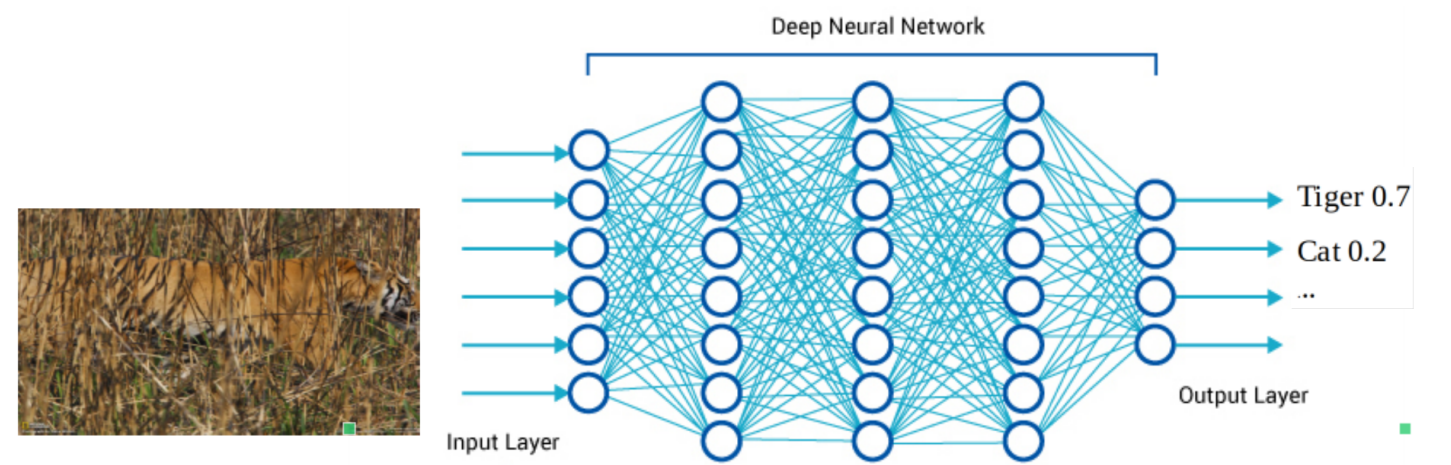 Deep Neural Network
Tiger 0.7
Cat 0.2
...
Output Layer
Input Layer